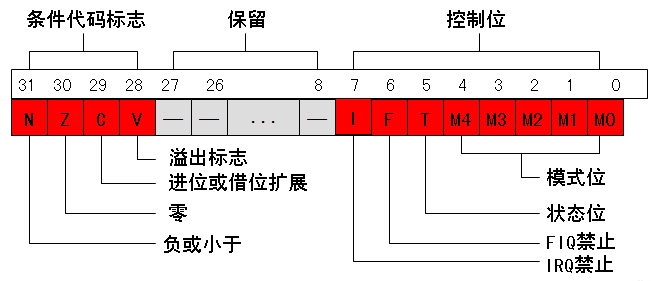 条件代码标志 保留 控制位
31 30 29 28 27 26 8 7 6 5 4 3 2 1 0
N Z C V — — ... — I F T M4 M3 M2 M1 M0
溢出标志
进位或借位扩展 模式位
零 状态位
负或小于 FIQ禁止
IRQ禁止